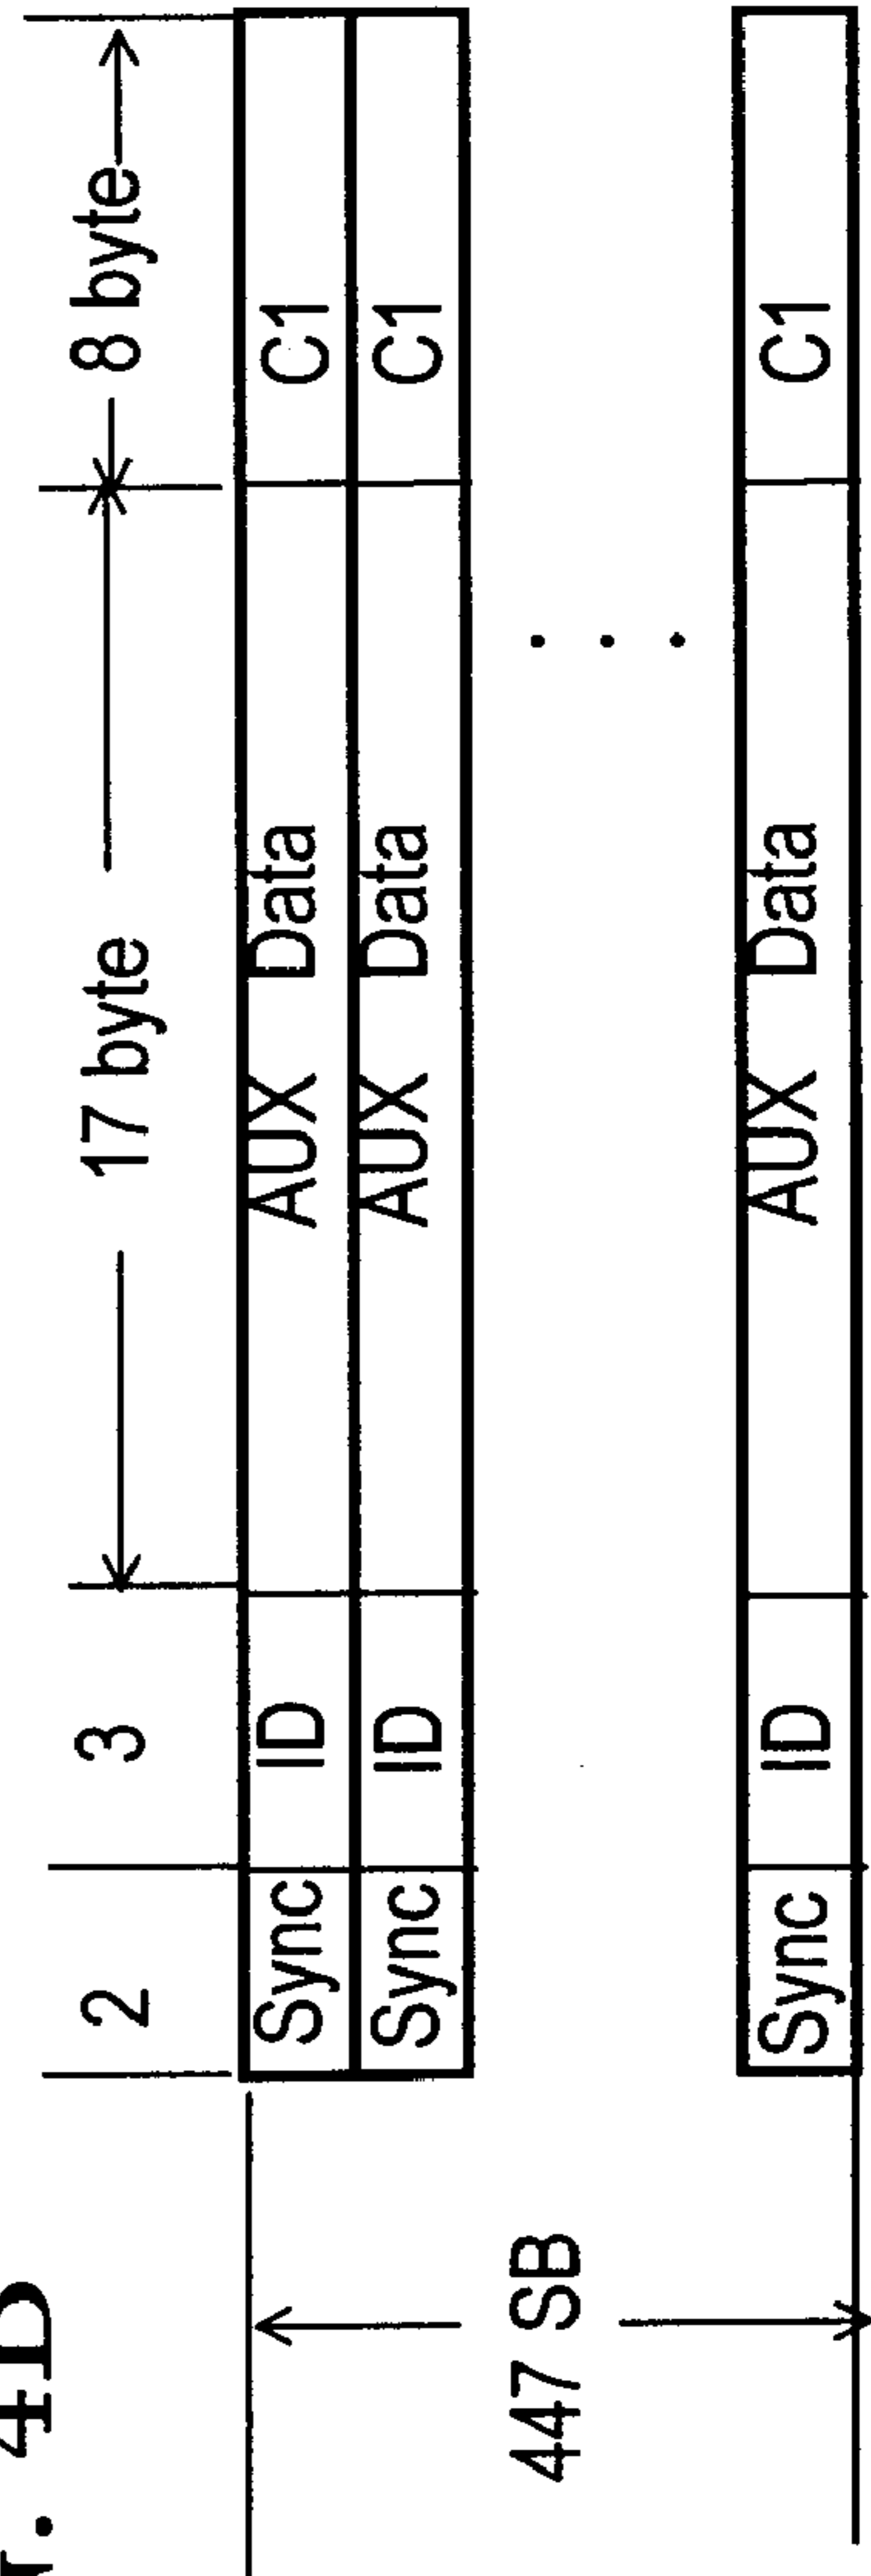 4D
2 3 17 byte 8 byte
Sync ID AUX Data C1
Sync ID AUX Data C1
447 SB
. . .
Sync ID AUX Data C1